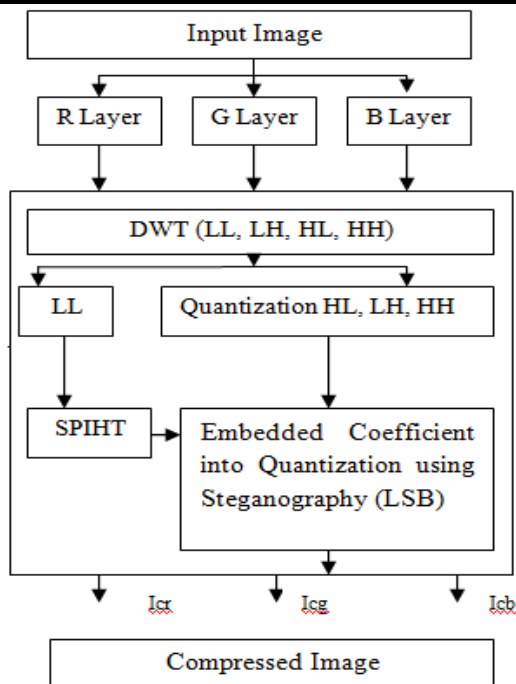 Input Image
R Layer
G Layer
B Layer
DWT (LL, LH, HL, HH)
LL
Quantization HL, LH, HH
SPIHT
Embedded Coefficient
into Quantization using
Steganography (LSB)
Icr
Icg
Icb
Compressed Image